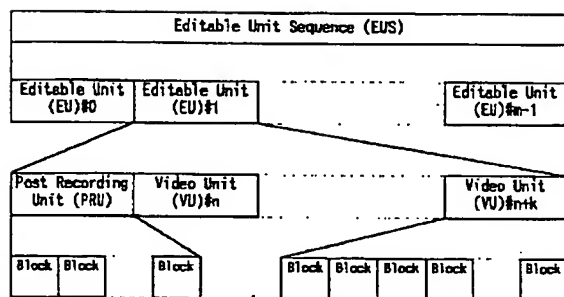 Editable Unit Sequence (EUS)
Editable Unit Editable Unit Editable Unit
(EU)#0 (EU)#1 (EU)#m-1
Post Recording Video Unit Video Unit
Unit (PRU) (VU)#n (VU)#n+k
Block Block Block Block Block Block Block Block